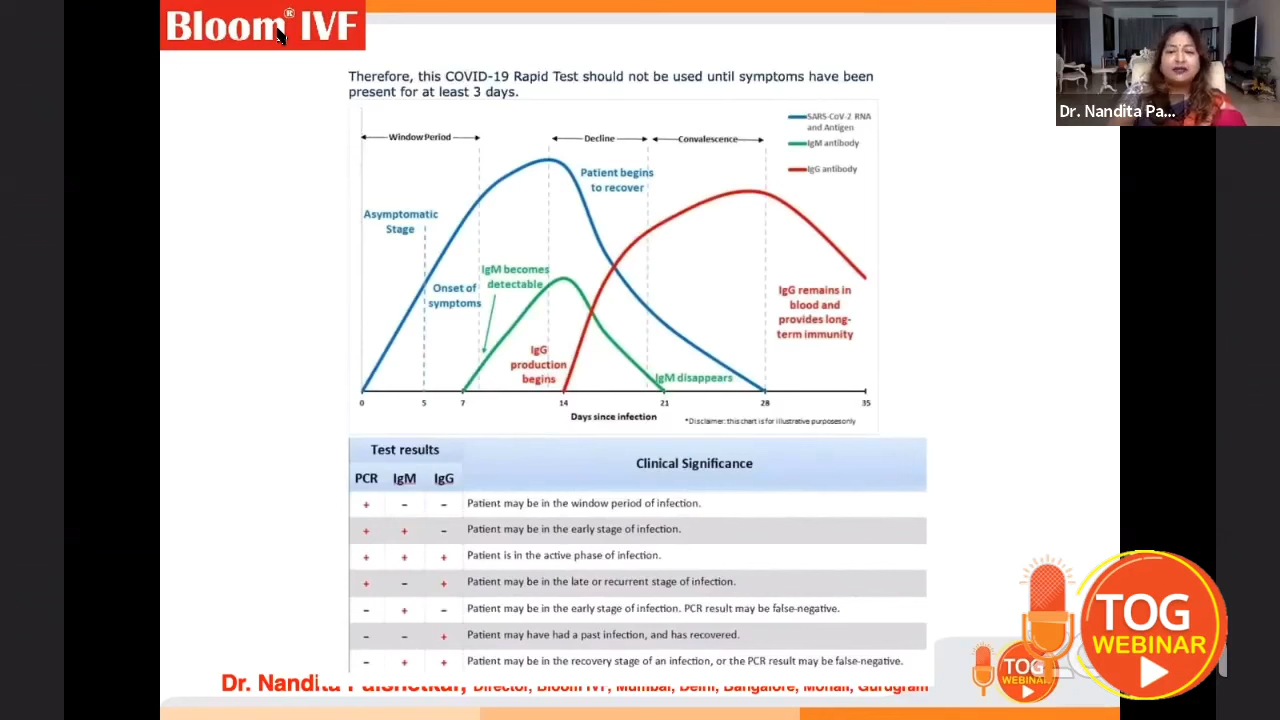 Bloom® IVF
Dr. Nandita Pa...
Therefore, this COVID-19 Rapid Test should not be used until symptoms have been
present for at least 3 days.
SARS-CoV-2 RNA
and Antigen
IgM antibody
IgG antibody
Window Period
Decline
Convalescence
Patient begins
to recover
Asymptomatic
Stage
Onset of
symptoms
IgM becomes
detectable
IgG
production
begins
IgM disappears
IgG remains in
blood and
provides long-
term immunity
0 5 7 14 21 28 35
Days since infection
*Disclaimer: this chart is for illustrative purposes only
Test results
PCR IgM IgG Clinical Significance
+ - - Patient may be in the window period of infection.
+ + - Patient may be in the early stage of infection.
+ + + Patient is in the active phase of infection.
+ - + Patient may be in the late or recurrent stage of infection.
- + - Patient may be in the early stage of infection. PCR result may be false-negative.
- - + Patient may have had a past infection, and has recovered.
- + + Patient may be in the recovery stage of an infection, or the PCR result may be false-negative.
Dr. Nandita Palshetkar, Director, Bloom IVF, Mumbai, Delhi, Bangalore, Mohali, Gurugram
TOG
WEBINAR
TOG
WEBINAR